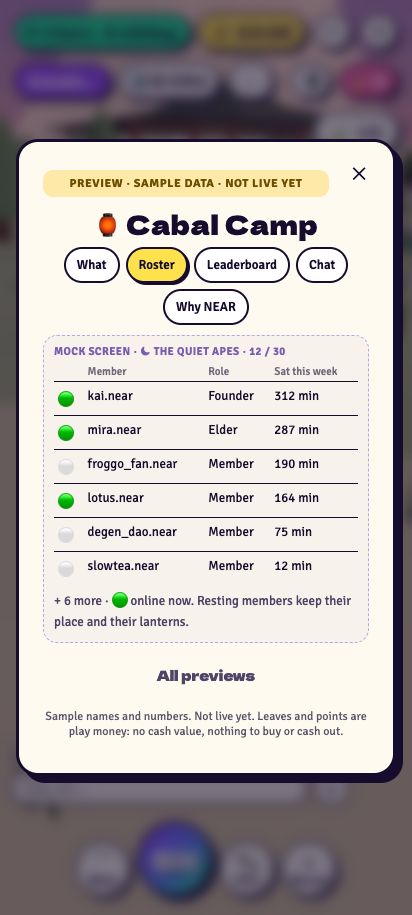 PREVIEW · SAMPLE DATA · NOT LIVE YET
Cabal Camp
What
Roster
Leaderboard
Chat
Why NEAR
MOCK SCREEN · THE QUIET APES · 12 / 30
Member Role Sat this week
kai.near Founder 312 min
mira.near Elder 287 min
froggo_fan.near Member 190 min
lotus.near Member 164 min
degen_dao.near Member 75 min
slowtea.near Member 12 min
+ 6 more · online now. Resting members keep their
place and their lanterns.
All previews
Sample names and numbers. Not live yet. Leaves and points are
play money: no cash value, nothing to buy or cash out.